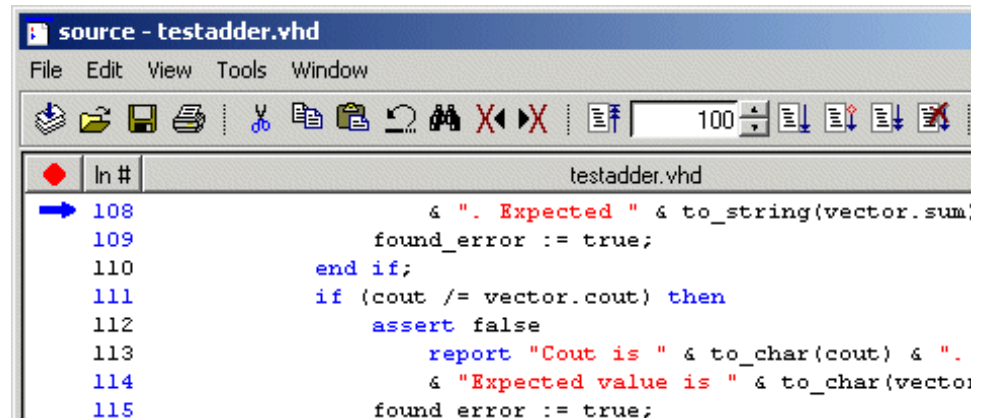 source - testadder.vhd
File Edit View Tools Window
100
ln # testadder.vhd
108 & ". Expected " & to_string(vector.sum)
109 found_error := true;
110 end if;
111 if (cout /= vector.cout) then
112 assert false
113 report "Cout is " & to_char(cout) & ".
114 & "Expected value is " & to_char(vector
115 found_error := true;